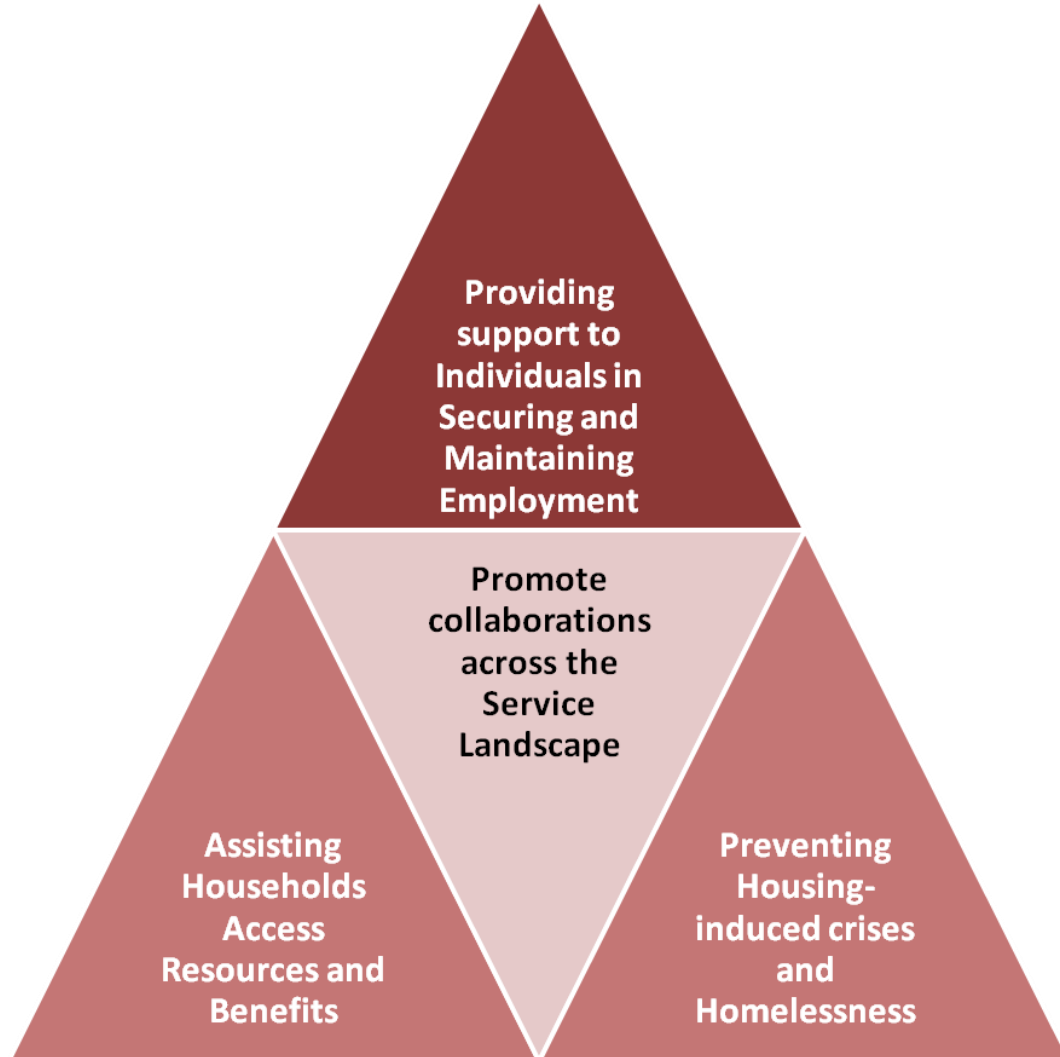 Providing
support to
Individuals in
Securing and
Maintaining
Employment
Promote
collaborations
across the
Service
Landscape
Assisting
Households
Access
Resources and
Benefits
Preventing
Housing-
induced crises
and
Homelessness